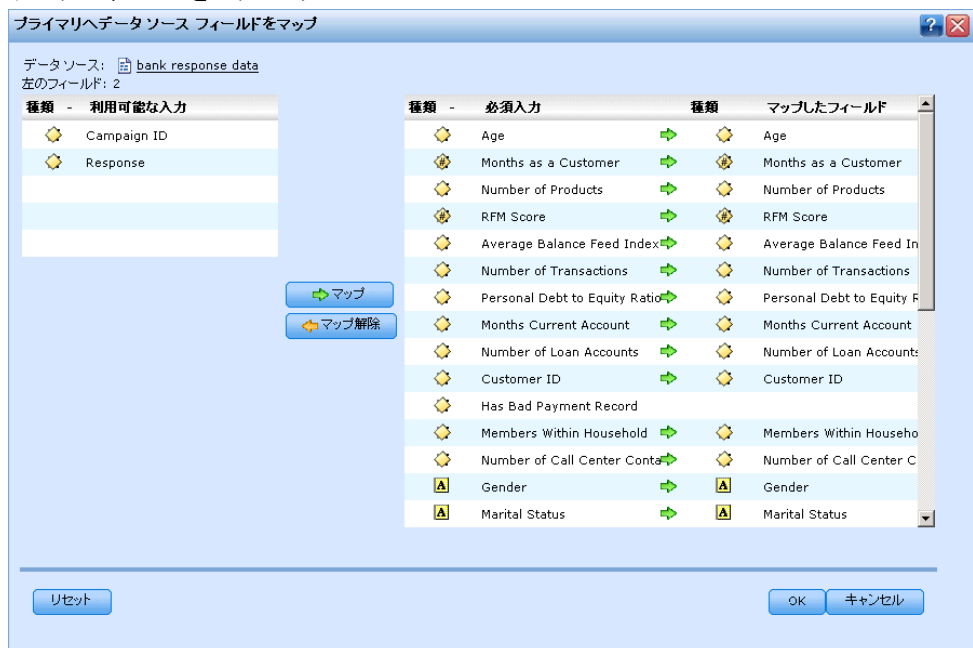 プライマリへデータ ソース フィールドをマップ
データ ソース: bank response data
左のフィールド: 2
種類 - 利用可能な入力
Campaign ID
Response
マップ
マップ解除
種類 - 必須入力 種類 マップしたフィールド
Age Age
Months as a Customer Months as a Customer
Number of Products Number of Products
RFM Score RFM Score
Average Balance Feed Index Average Balance Feed In
Number of Transactions Number of Transactions
Personal Debt to Equity Ratio Personal Debt to Equity R
Months Current Account Months Current Account
Number of Loan Accounts Number of Loan Accounts
Customer ID Customer ID
Has Bad Payment Record
Members Within Household Members Within Househo
Number of Call Center Conta Number of Call Center C
Gender Gender
Marital Status Marital Status
リセット
OK キャンセル